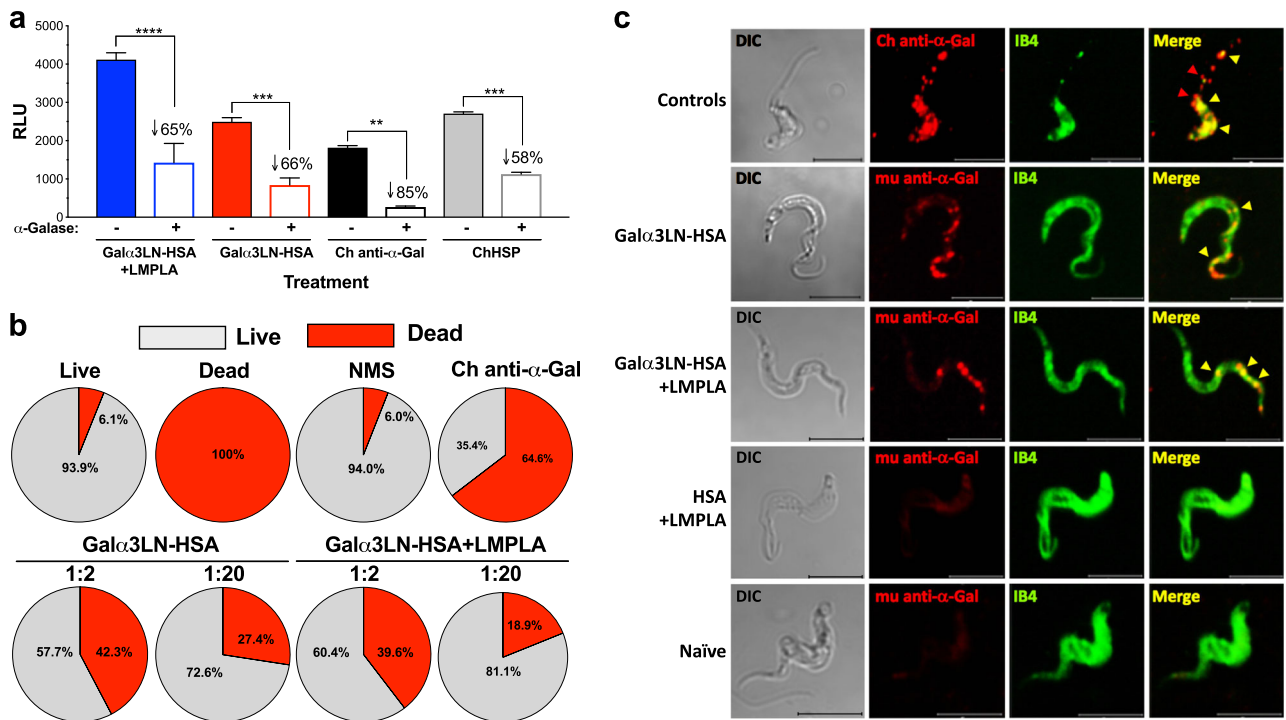 a
5000
4000
3000
2000
1000
0
RLU
****
***
**
***
↓65%
↓66%
↓85%
↓58%
α-Galase: - + - + - + - +
Galα3LN-HSA
+LMPLA
Galα3LN-HSA
Ch anti-α-Gal
ChHSP
Treatment
b
Live
Dead
Live
Dead
NMS
Ch anti-α-Gal
6.1%
93.9%
100%
6.0%
94.0%
35.4%
64.6%
Galα3LN-HSA
Galα3LN-HSA+LMPLA
1:2
1:20
1:2
1:20
57.7%
42.3%
27.4%
72.6%
60.4%
39.6%
18.9%
81.1%
c
Controls
DIC
Ch anti-α-Gal
IB4
Merge
Galα3LN-HSA
DIC
mu anti-α-Gal
IB4
Merge
Galα3LN-HSA
+LMPLA
DIC
mu anti-α-Gal
IB4
Merge
HSA
+LMPLA
DIC
mu anti-α-Gal
IB4
Merge
Naïve
DIC
mu anti-α-Gal
IB4
Merge